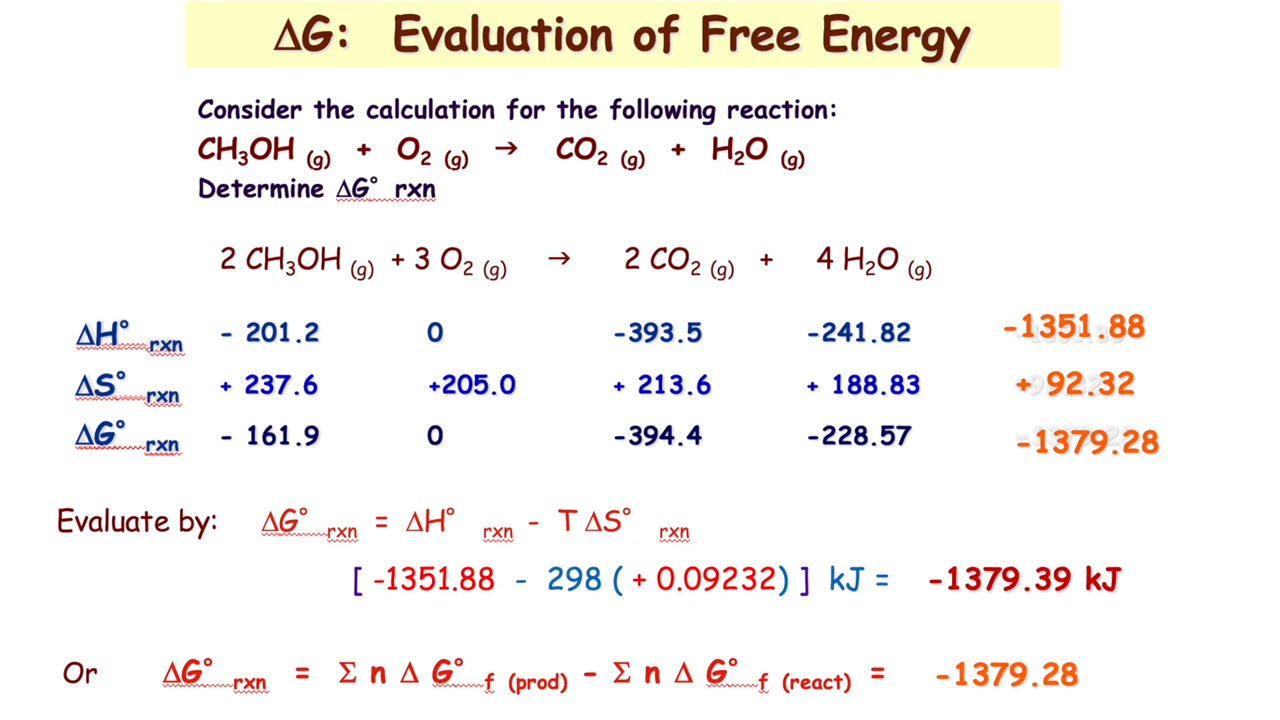 ΔG: Evaluation of Free Energy
Consider the calculation for the following reaction:
CH₃OH (g) + O₂ (g) → CO₂ (g) + H₂O (g)
Determine ΔG° rxn
2 CH₃OH (g) + 3 O₂ (g) → 2 CO₂ (g) + 4 H₂O (g)
ΔH° rxn - 201.2 0 -393.5 -241.82 -1351.88
ΔS° rxn + 237.6 +205.0 + 213.6 + 188.83 + 92.32
ΔG° rxn - 161.9 0 -394.4 -228.57 -1379.28
Evaluate by: ΔG° rxn = ΔH° rxn - T ΔS° rxn
[ -1351.88 - 298 ( + 0.09232) ] kJ = -1379.39 kJ
Or ΔG° rxn = Σ n Δ G° f (prod) - Σ n Δ G° f (react) = -1379.28